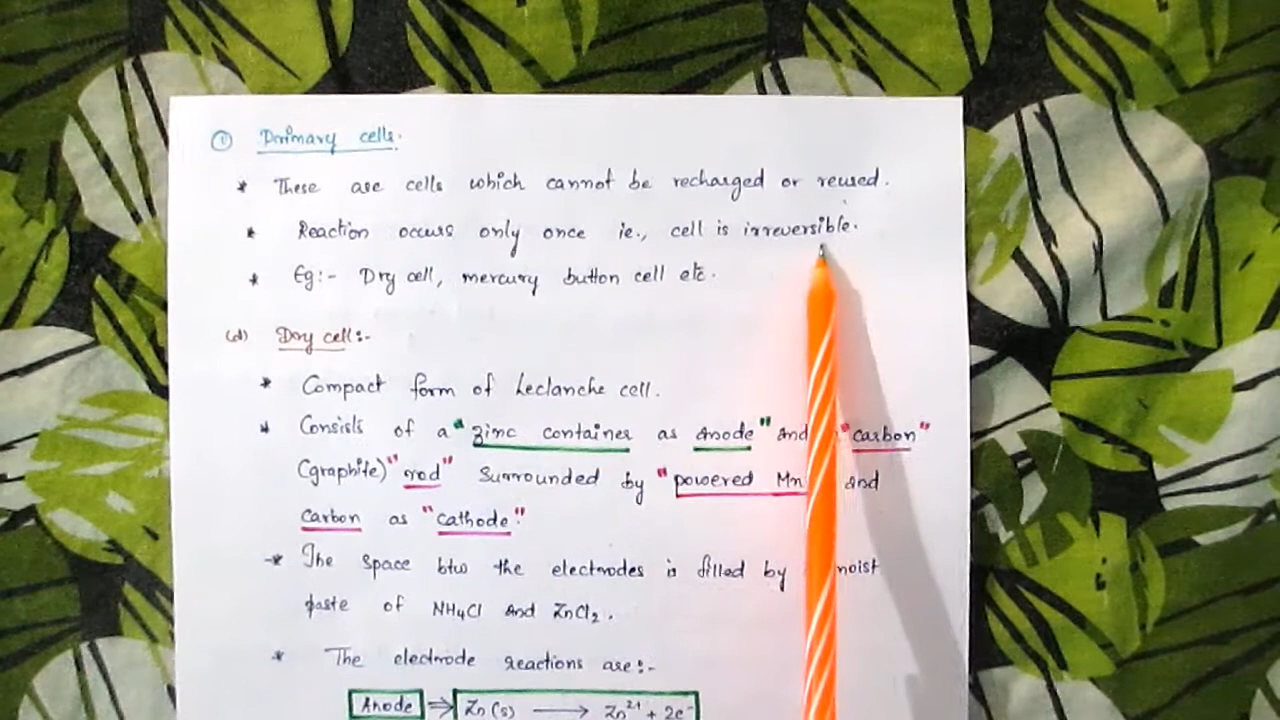 ① Primary cells.
* These are cells which cannot be recharged or reused.
* Reaction occurs only once ie., cell is irreversible.
* Eg:- Dry cell, mercury button cell etc.
(a) Dry cell:-
* Compact form of Leclanche cell.
* Consists of a "zinc container as anode" and "carbon"
(graphite) "rod" surrounded by "powered Mn and
carbon as "cathode".
* The space btw the electrodes is filled by moist
paste of NH4Cl and ZnCl2.
* The electrode reactions are:-
Anode ⇒ Zn(s) ⟶ Zn2+ + 2e-